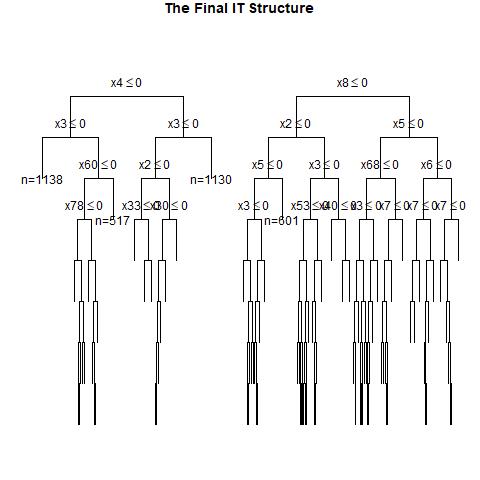 The Final IT Structure
x4 ≤ 0 x8 ≤ 0
x3 ≤ 0 x3 ≤ 0 x2 ≤ 0 x5 ≤ 0
x60 ≤ 0 x2 ≤ 0 x5 ≤ 0 x3 ≤ 0 x68 ≤ 0 x6 ≤ 0
n=1138 n=1130
x78 ≤ 0 x33 ≤ 0 x30 ≤ 0 x3 ≤ 0 x53 ≤ 0 x40 ≤ 0 x3 ≤ 0 x7 ≤ 0 x7 ≤ 0 x7 ≤ 0
n=517 n=601